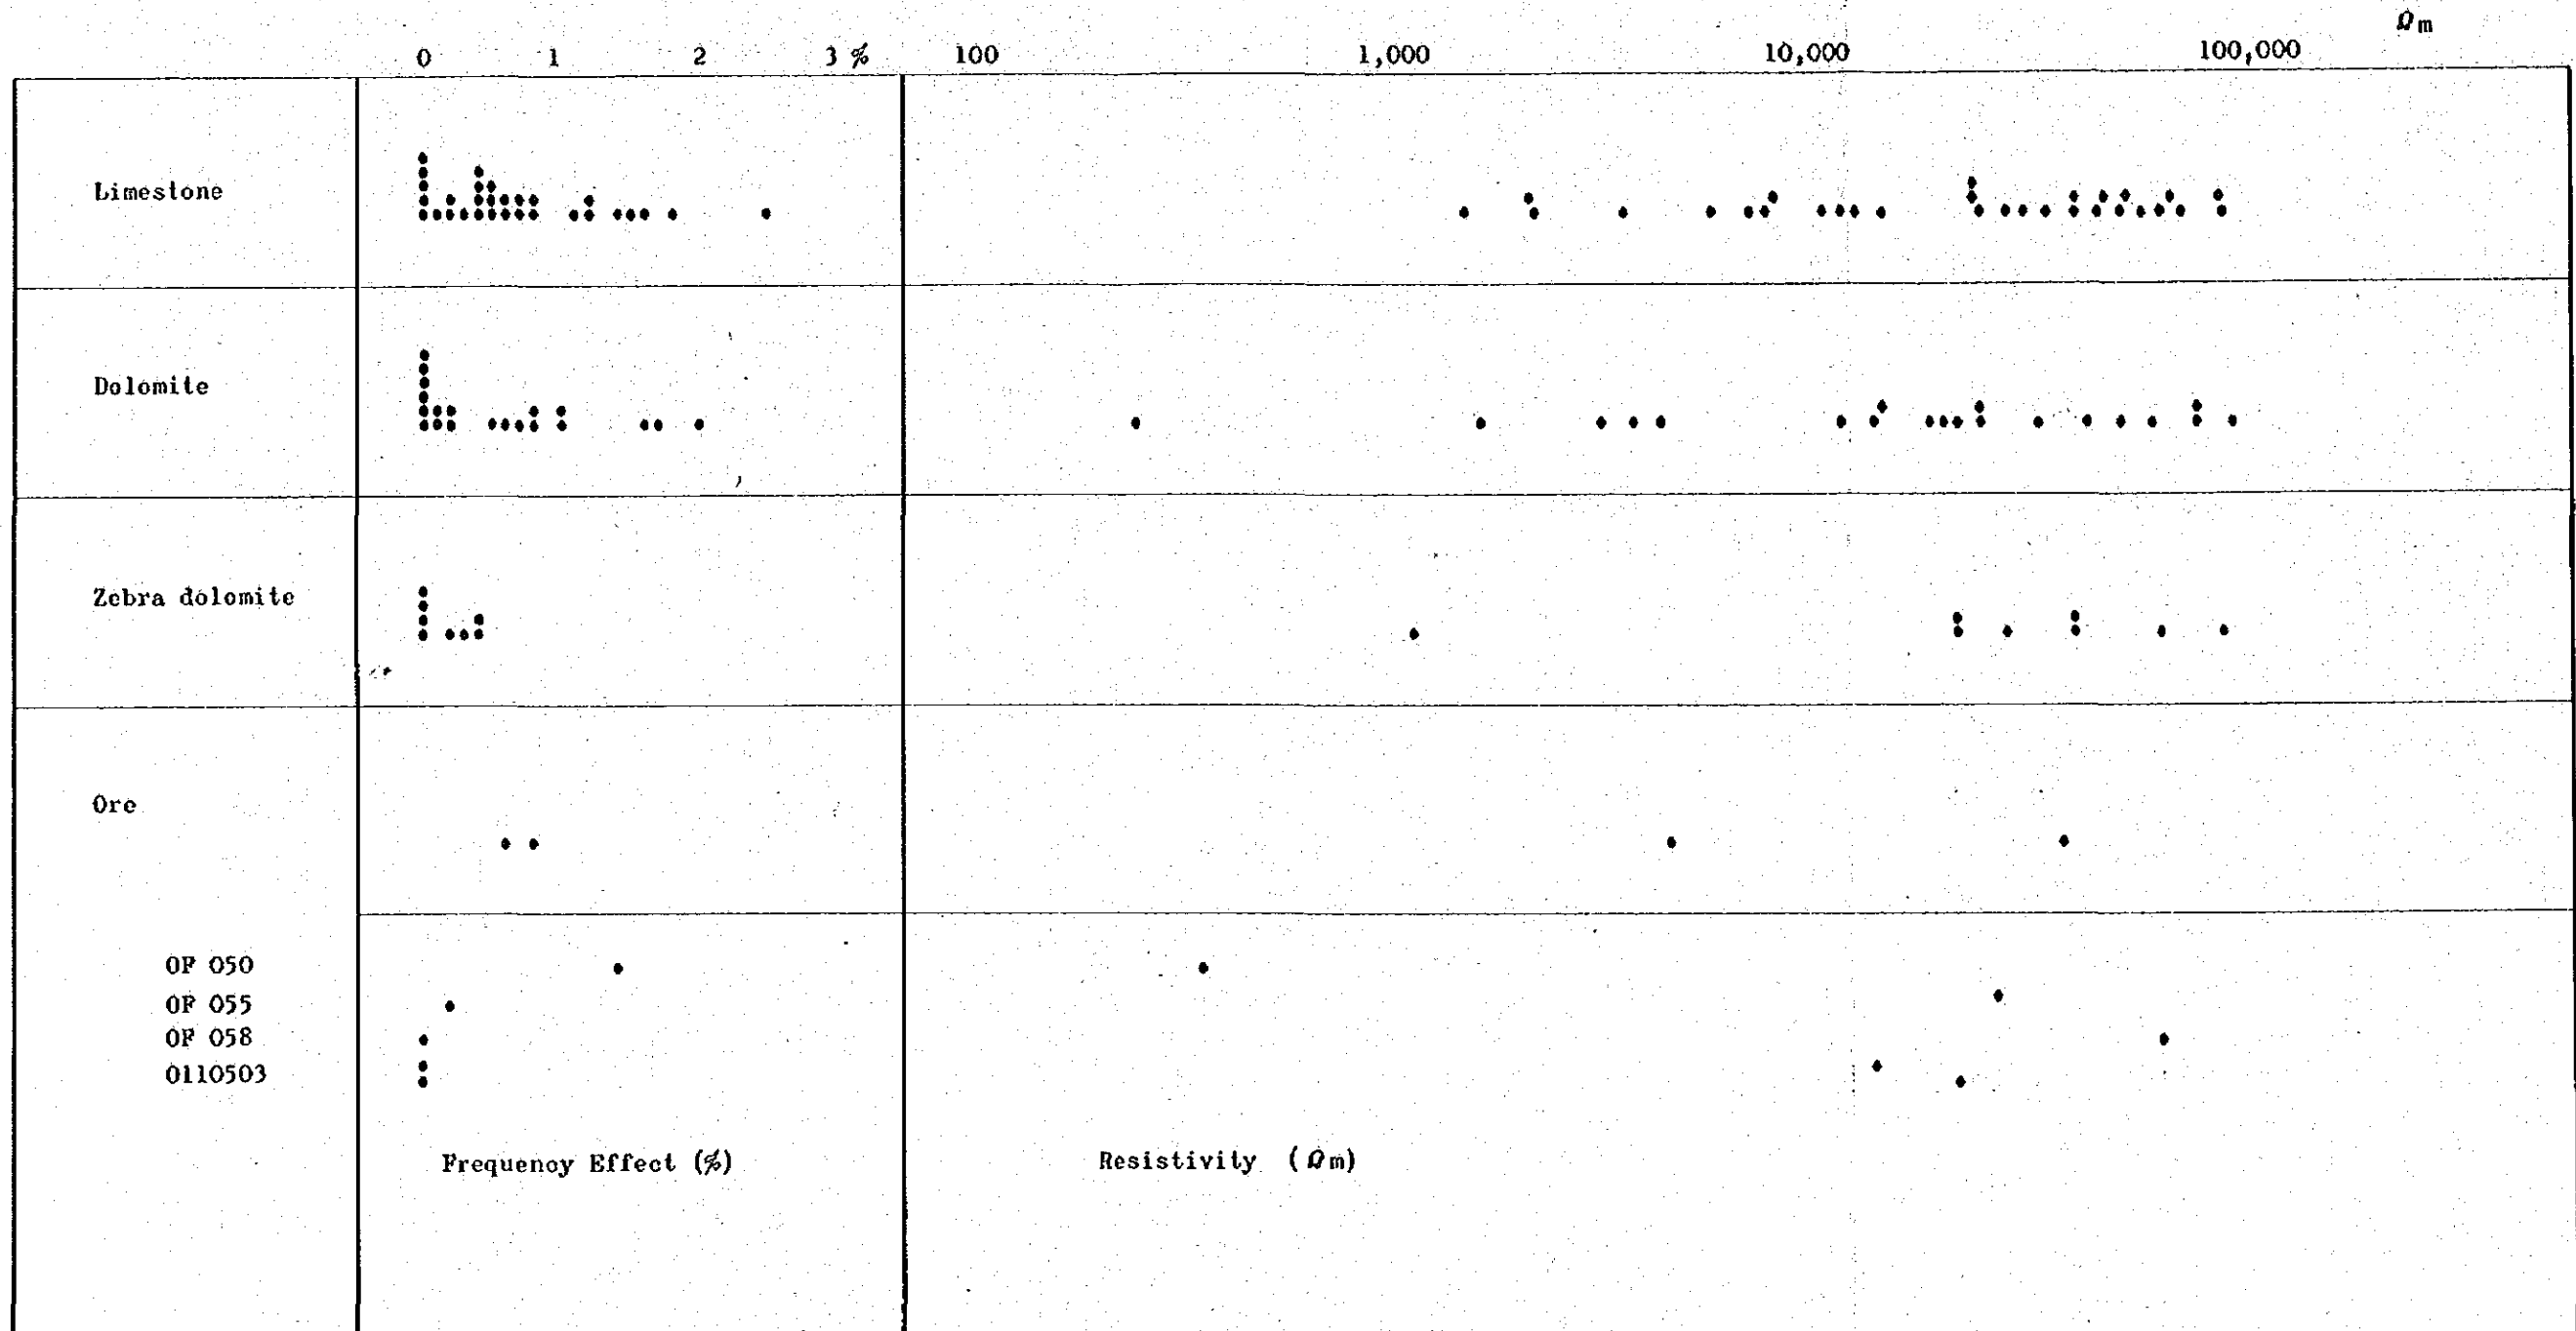 Ωm
0 1 2 3 % 100 1,000 10,000 100,000
Limestone
Dolomite
Zebra dolomite
Ore
OF 050
OF 055
OF 058
0110503
Frequency Effect (%) Resistivity (Ωm)